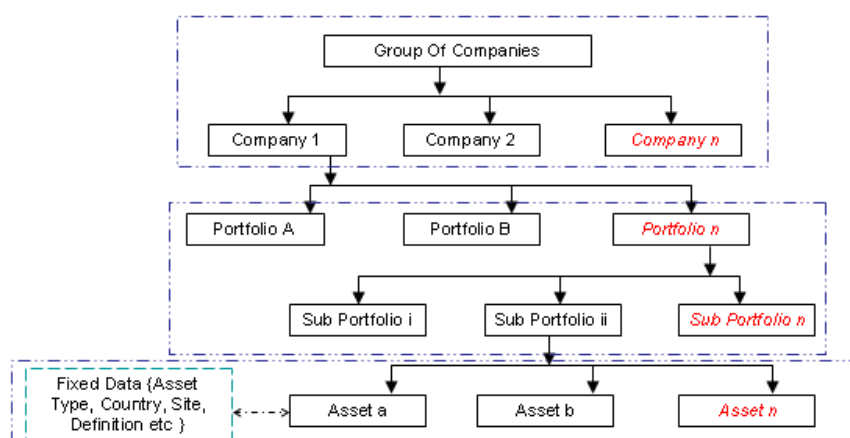 Group Of Companies
Company 1
Company 2
Company n
Portfolio A
Portfolio B
Portfolio n
Sub Portfolio i
Sub Portfolio ii
Sub Portfolio n
Fixed Data {Asset
Type, Country, Site,
Definition etc }
Asset a
Asset b
Asset n